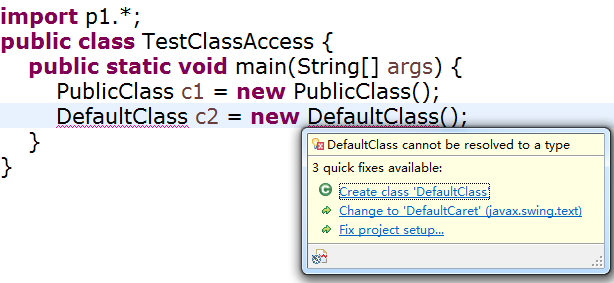 import p1.*;
public class TestClassAccess {
public static void main(String[] args) {
PublicClass c1 = new PublicClass();
DefaultClass c2 = new DefaultClass();
}
}
DefaultClass cannot be resolved to a type
3 quick fixes available:
Create class 'DefaultClass
Change to 'DefaultCaret' (javax.swing.text)
Fix project setup...